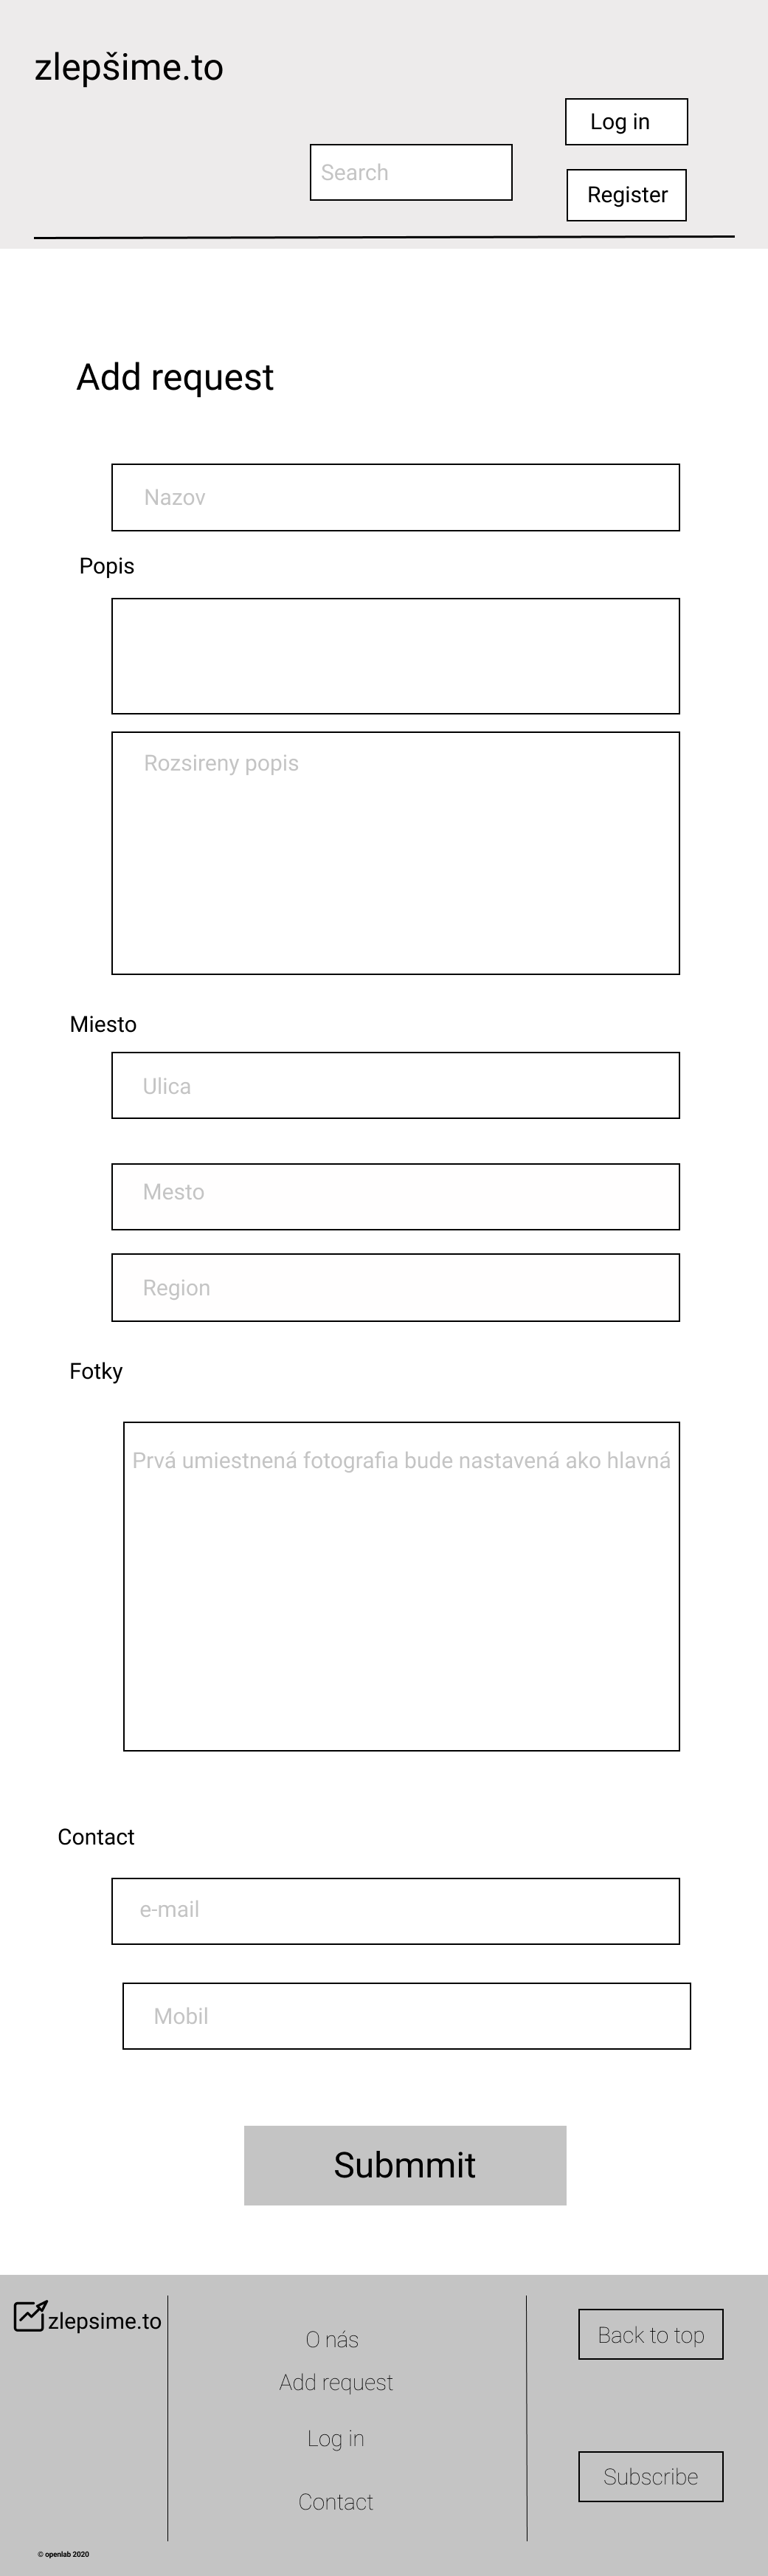 zlepšime.to
Log in
Search
Register
Add request
Nazov
Popis
Rozsireny popis
Miesto
Ulica
Mesto
Region
Fotky
Prvá umiestnená fotografia bude nastavená ako hlavná
Contact
e-mail
Mobil
Submmit
zlepsime.to
O nás
Add request
Log in
Contact
Back to top
Subscribe
© openlab 2020